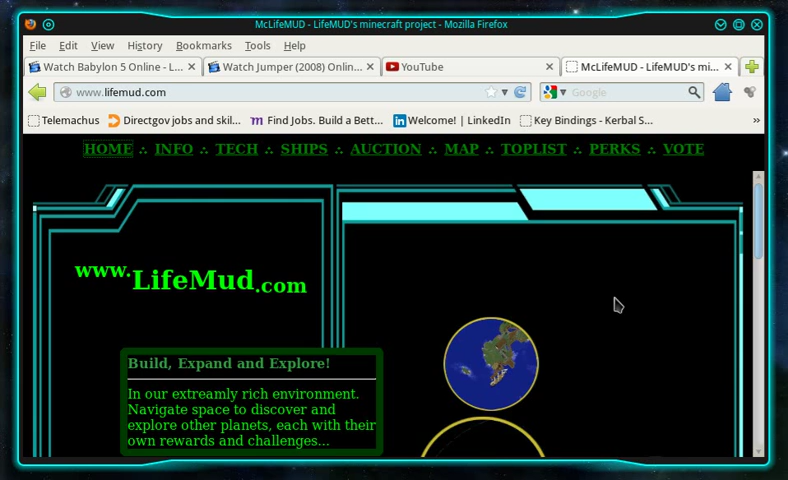 McLifeMUD - LifeMUD's minecraft project - Mozilla Firefox
File Edit View History Bookmarks Tools Help
Watch Babylon 5 Online - L... Watch Jumper (2008) Onlin... YouTube McLifeMUD - LifeMUD's mi...
www.lifemud.com Google
Telemachus Directgov jobs and skil... Find Jobs. Build a Bett... Welcome! | LinkedIn Key Bindings - Kerbal S... »
HOME ∴ INFO ∴ TECH ∴ SHIPS ∴ AUCTION ∴ MAP ∴ TOPLIST ∴ PERKS ∴ VOTE
www.LifeMud.com
Build, Expand and Explore!
In our extreamly rich environment.
Navigate space to discover and
explore other planets, each with their
own rewards and challenges...